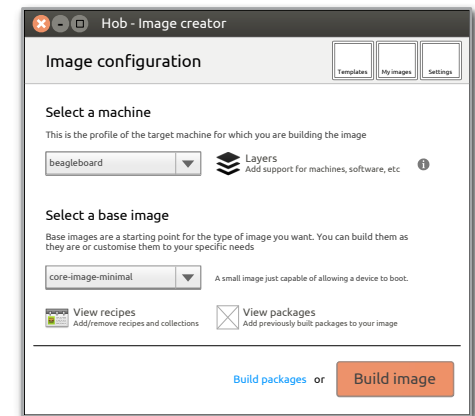 Hob - Image creator
Image configuration
Templates
My images
Settings
Select a machine
This is the profile of the target machine for which you are building the image
beagleboard
Layers
Add support for machines, software, etc
Select a base image
Base images are a starting point for the type of image you want. You can build them as
they are or customise them to your specific needs
core-image-minimal
A small image just capable of allowing a device to boot.
View recipes
Add/remove recipes and collections
View packages
Add previously built packages to your image
Build packages or
Build image